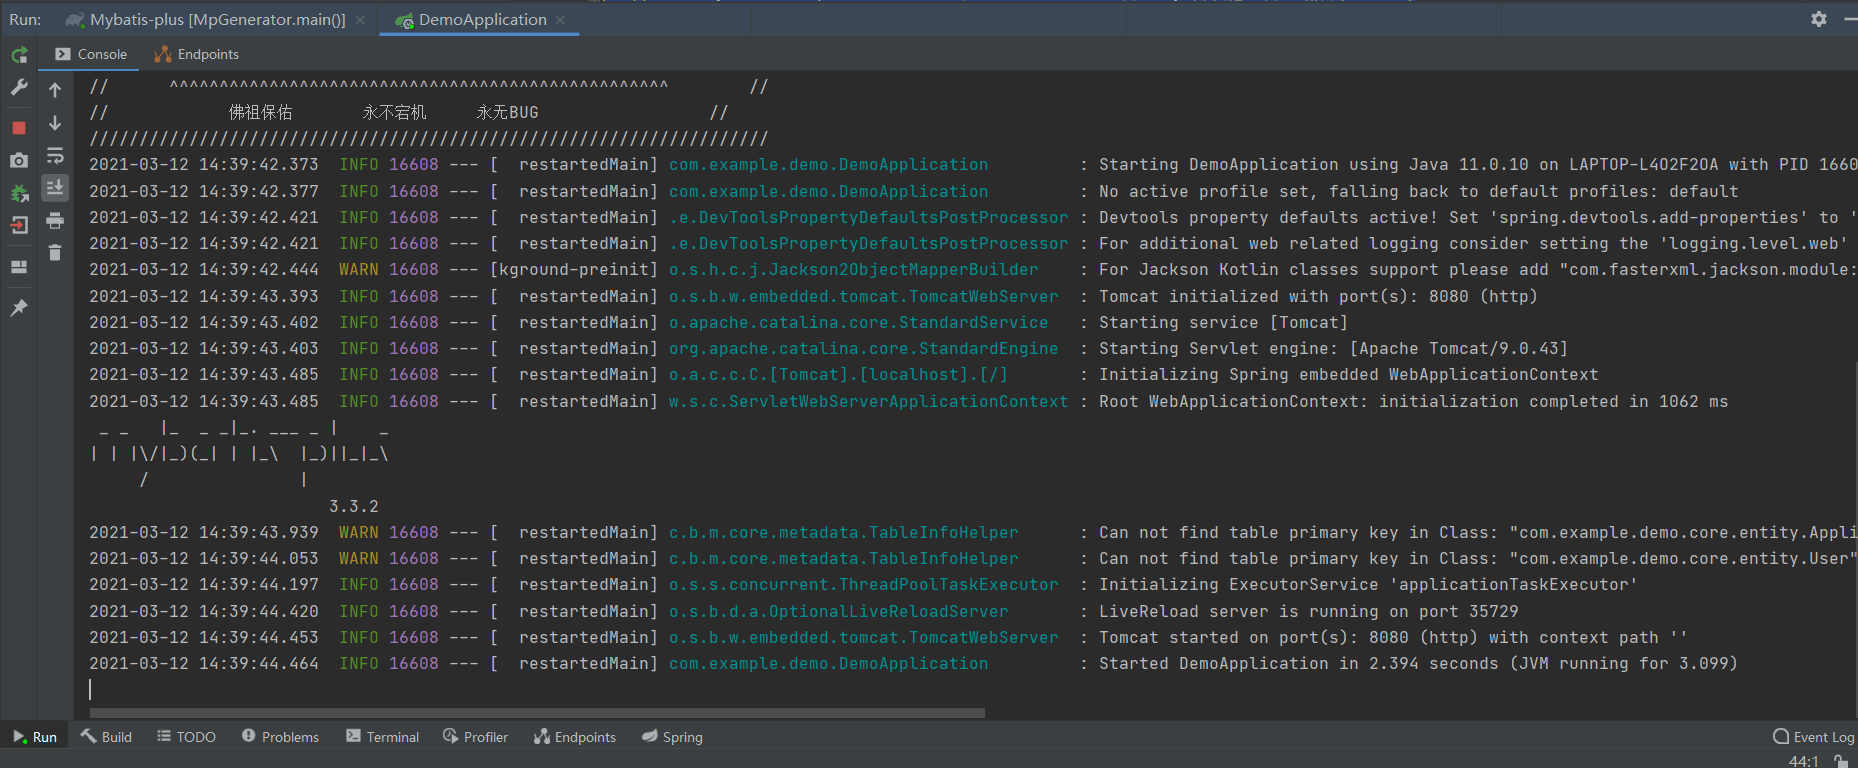 Run: Mybatis-plus [MpGenerator.main()] × DemoApplication ×
Console Endpoints
// ^^^^^^^^^^^^^^^^^^^^^^^^^^^^^^^^^^^^^^^^^^^^^^^^^^ //
// 佛祖保佑 永不宕机 永无BUG //
////////////////////////////////////////////////////////////////////
2021-03-12 14:39:42.373 INFO 16608 --- [ restartedMain] com.example.demo.DemoApplication : Starting DemoApplication using Java 11.0.10 on LAPTOP-L4O2F2OA with PID 1660
2021-03-12 14:39:42.377 INFO 16608 --- [ restartedMain] com.example.demo.DemoApplication : No active profile set, falling back to default profiles: default
2021-03-12 14:39:42.421 INFO 16608 --- [ restartedMain] .e.DevToolsPropertyDefaultsPostProcessor : Devtools property defaults active! Set 'spring.devtools.add-properties' to '
2021-03-12 14:39:42.421 INFO 16608 --- [ restartedMain] .e.DevToolsPropertyDefaultsPostProcessor : For additional web related logging consider setting the 'logging.level.web'
2021-03-12 14:39:42.444 WARN 16608 --- [kground-preinit] o.s.h.c.j.Jackson2ObjectMapperBuilder : For Jackson Kotlin classes support please add "com.fasterxml.jackson.module:
2021-03-12 14:39:43.393 INFO 16608 --- [ restartedMain] o.s.b.w.embedded.tomcat.TomcatWebServer : Tomcat initialized with port(s): 8080 (http)
2021-03-12 14:39:43.402 INFO 16608 --- [ restartedMain] o.apache.catalina.core.StandardService : Starting service [Tomcat]
2021-03-12 14:39:43.403 INFO 16608 --- [ restartedMain] org.apache.catalina.core.StandardEngine : Starting Servlet engine: [Apache Tomcat/9.0.43]
2021-03-12 14:39:43.485 INFO 16608 --- [ restartedMain] o.a.c.c.C.[Tomcat].[localhost].[/] : Initializing Spring embedded WebApplicationContext
2021-03-12 14:39:43.485 INFO 16608 --- [ restartedMain] w.s.c.ServletWebServerApplicationContext : Root WebApplicationContext: initialization completed in 1062 ms
 _ _   |_  _ _|_. ___ _ |    _
| | |\/|_)(_| | |_\  |_)||_|_\
     /               |
3.3.2
2021-03-12 14:39:43.939 WARN 16608 --- [ restartedMain] c.b.m.core.metadata.TableInfoHelper : Can not find table primary key in Class: "com.example.demo.core.entity.Appli
2021-03-12 14:39:44.053 WARN 16608 --- [ restartedMain] c.b.m.core.metadata.TableInfoHelper : Can not find table primary key in Class: "com.example.demo.core.entity.User"
2021-03-12 14:39:44.197 INFO 16608 --- [ restartedMain] o.s.s.concurrent.ThreadPoolTaskExecutor : Initializing ExecutorService 'applicationTaskExecutor'
2021-03-12 14:39:44.420 INFO 16608 --- [ restartedMain] o.s.b.d.a.OptionalLiveReloadServer : LiveReload server is running on port 35729
2021-03-12 14:39:44.453 INFO 16608 --- [ restartedMain] o.s.b.w.embedded.tomcat.TomcatWebServer : Tomcat started on port(s): 8080 (http) with context path ''
2021-03-12 14:39:44.464 INFO 16608 --- [ restartedMain] com.example.demo.DemoApplication : Started DemoApplication in 2.394 seconds (JVM running for 3.099)
Run Build TODO Problems Terminal Profiler Endpoints Spring Event Log
44:1